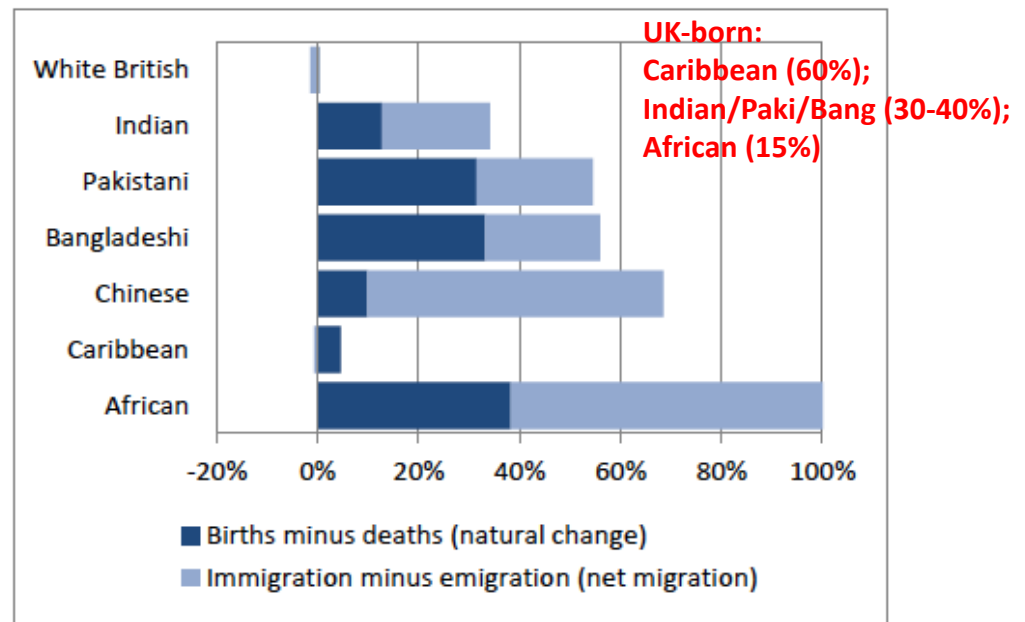 UK-born:
Caribbean (60%);
Indian/Paki/Bang (30-40%);
African (15%)
White British
Indian
Pakistani
Bangladeshi
Chinese
Caribbean
African
-20% 0% 20% 40% 60% 80% 100%
Births minus deaths (natural change)
Immigration minus emigration (net migration)